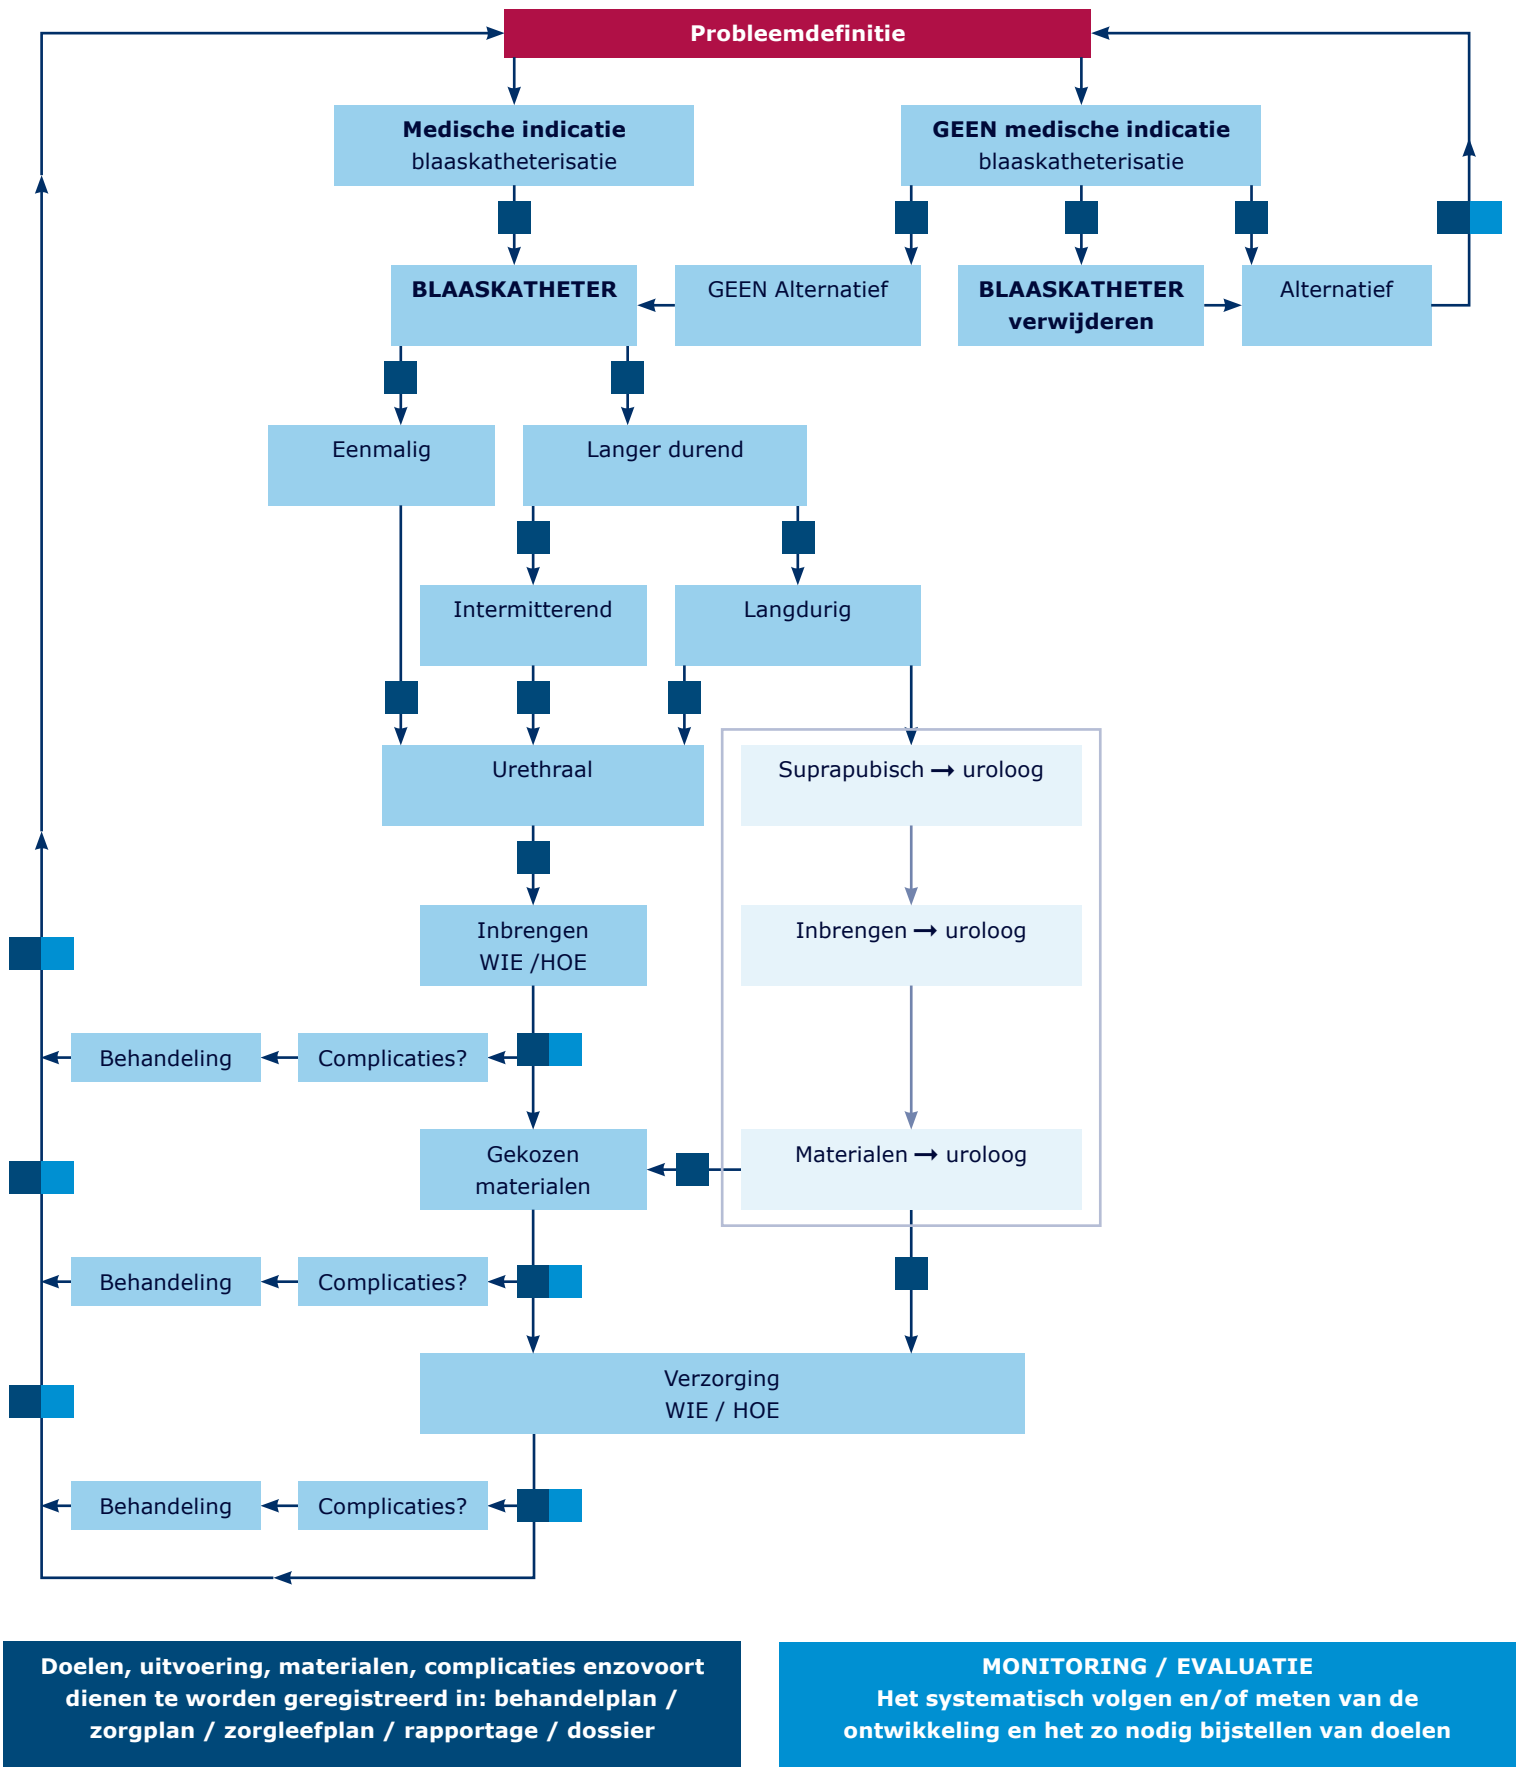 Probleemdefinitie
Medische indicatie
blaaskatheterisatie
GEEN medische indicatie
blaaskatheterisatie
BLAASKATHETER
GEEN Alternatief
BLAASKATHETER
verwijderen
Alternatief
Eenmalig
Langer durend
Intermitterend
Langdurig
Urethraal
Suprapubisch → uroloog
Inbrengen
WIE /HOE
Inbrengen → uroloog
Behandeling
Complicaties?
Gekozen
materialen
Materialen → uroloog
Behandeling
Complicaties?
Verzorging
WIE / HOE
Behandeling
Complicaties?
Doelen, uitvoering, materialen, complicaties enzovoort
dienen te worden geregistreerd in: behandelplan /
zorgplan / zorgleefplan / rapportage / dossier
MONITORING / EVALUATIE
Het systematisch volgen en/of meten van de
ontwikkeling en het zo nodig bijstellen van doelen